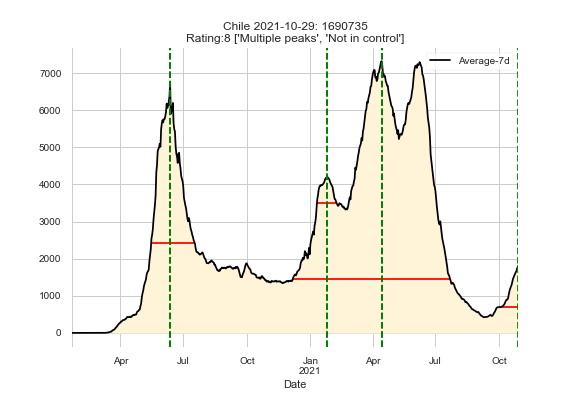 Chile 2021-10-29: 1690735
Rating:8 ['Multiple peaks', 'Not in control']
Average-7d
7000
6000
5000
4000
3000
2000
1000
0
Apr Jul Oct Jan Apr Jul Oct
2021
Date